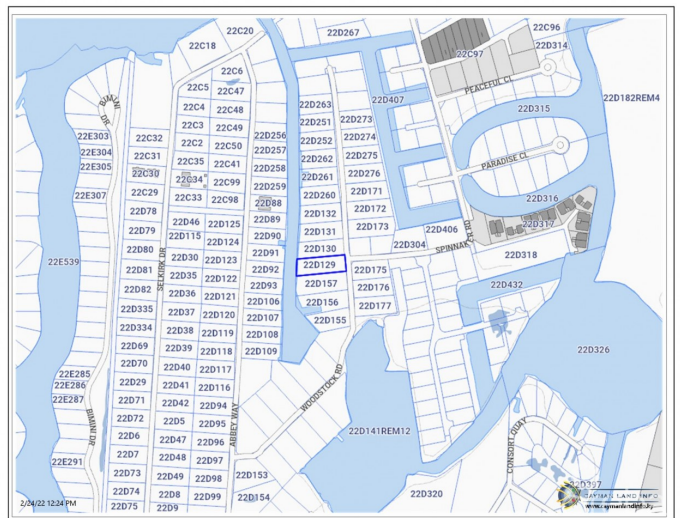 22C20
22D267
22C96
22C18
22D314
22C97
22C6
22C5
22C47
PEACEFUL CL
22C4
22C48
22D263
22D407
22D182REM4
BIMINI DR
22C3
22C49
22D251
22D273
22D315
22E303
22C32
22C2
22C50
22D256
22D252
22D274
22E304
22C31
22C35
22C41
22D257
22D262
22D275
22E305
22C30
22C34
22C99
22D258
22D261
22D276
PARADISE CL
22E307
22C29
22C33
22C98
22D259
22D260
22D171
22D316
22D78
22D88
22D132
22D172
22D79
22D46
22D125
22D89
22D131
22D173
22D406
22D317
22D115
22D124
22D90
22D130
22D304
SPINNAKER RD
22D80
22D30
22D123
22D91
22D129
22D318
22E539
22D81
22D35
22D122
22D92
22D175
SELKIRK DR
22D82
22D36
22D121
22D93
22D157
22D176
22D432
22D335
22D37
22D120
22D106
22D156
22D177
22D334
22D38
22D119
22D107
22D155
22D69
22D39
22D118
22D108
22D326
22D70
22D40
22D117
22D109
22E285
22E286
22D29
22D41
22D116
22E287
22D71
22D42
22D94
WOODSTOCK RD
BIMINI DR
22D72
22D5
22D95
ABBEY WAY
22D141REM12
22D6
22D47
22D96
CONSORT QUAY
22E291
22D7
22D48
22D97
22D73
22D49
22D98
22D153
22D74
22D8
22D99
22D154
22D320
22D397
22D75
22D9
2/24/22 12:24 PM
CAYMAN LAND INFO
www.caymanlandinfo.ky